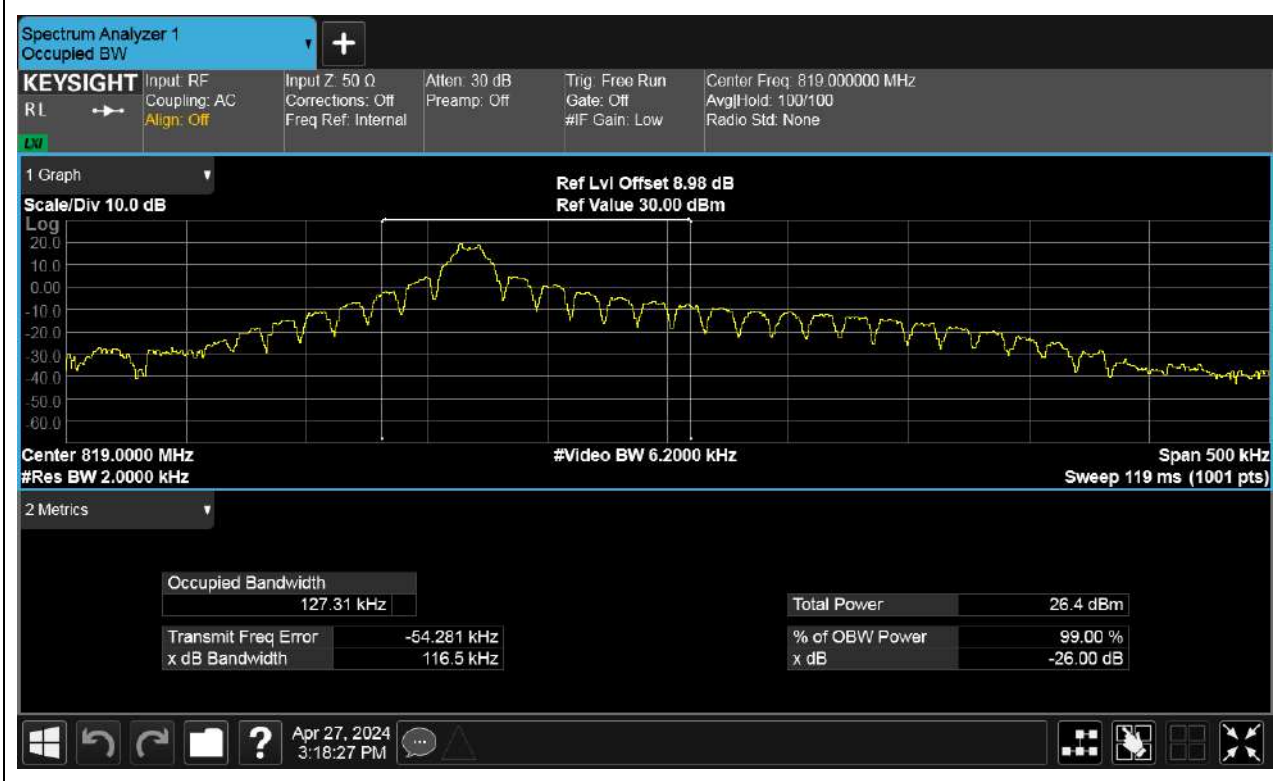 Spectrum Analyzer 1
Occupied BW
+
KEYSIGHT
RL
LXI
Input: RF
Coupling: AC
Align: Off
Input Z: 50 Ω
Corrections: Off
Freq Ref: Internal
Atten: 30 dB
Preamp: Off
Trig: Free Run
Gate: Off
#IF Gain: Low
Center Freq: 819.000000 MHz
Avg|Hold: 100/100
Radio Std: None
1 Graph
Scale/Div 10.0 dB
Ref Lvl Offset 8.98 dB
Ref Value 30.00 dBm
Log
20.0
10.0
0.00
-10.0
-20.0
-30.0
-40.0
-50.0
-60.0
Center 819.0000 MHz
#Res BW 2.0000 kHz
#Video BW 6.2000 kHz
Span 500 kHz
Sweep 119 ms (1001 pts)
2 Metrics
Occupied Bandwidth
127.31 kHz
Transmit Freq Error -54.281 kHz
x dB Bandwidth 116.5 kHz
Total Power 26.4 dBm
% of OBW Power 99.00 %
x dB -26.00 dB
?
Apr 27, 2024
3:18:27 PM